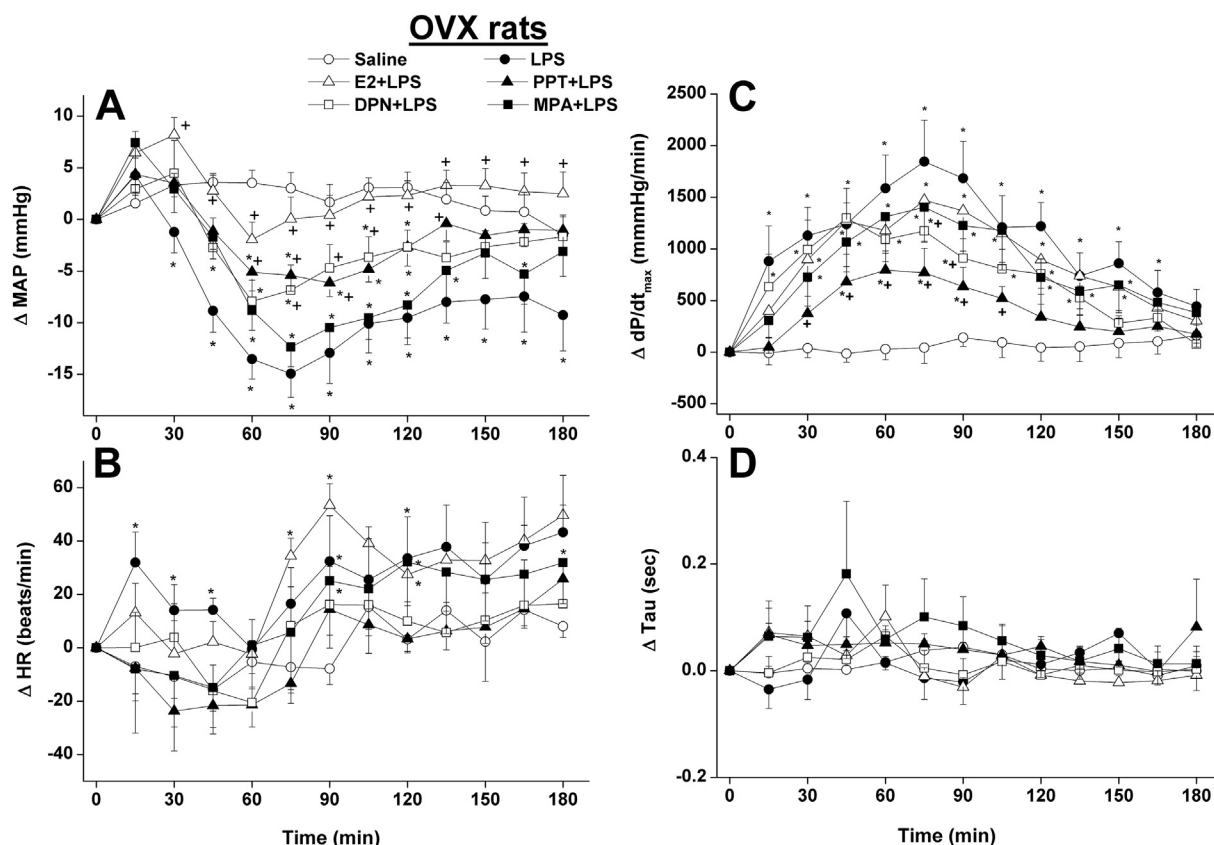 OVX rats
Saline LPS
E2+LPS PPT+LPS
DPN+LPS MPA+LPS
A
Δ MAP (mmHg)
10
5
0
-5
-10
-15
0 30 60 90 120 150 180
C
Δ dP/dtmax (mmmHg/min)
2500
2000
1500
1000
500
0
-500
0 30 60 90 120 150 180
B
Δ HR (beats/min)
60
40
20
0
-20
-40
0 30 60 90 120 150 180
Time (min)
D
Δ Tau (sec)
0.4
0.2
0.0
-0.2
0 30 60 90 120 150 180
Time (min)